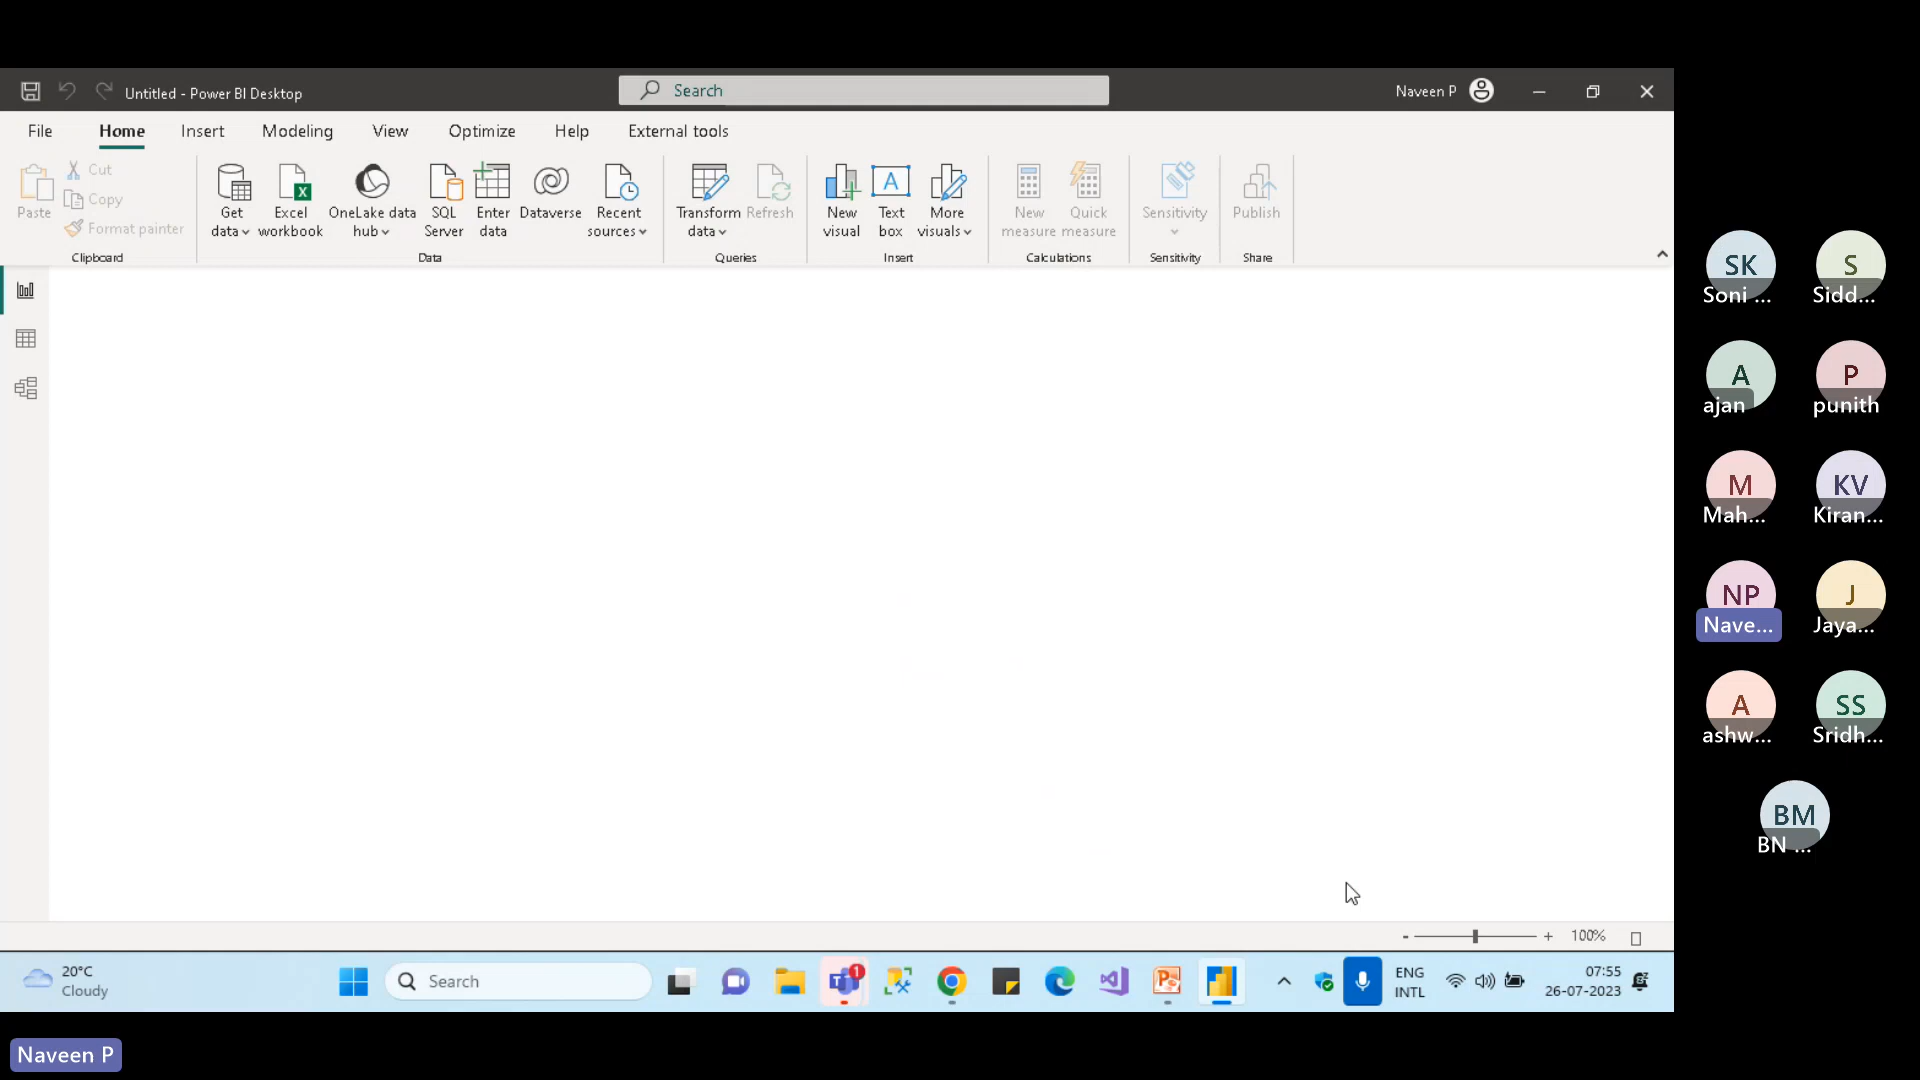 Untitled - Power BI Desktop
Search
Naveen P
File Home Insert Modeling View Optimize Help External tools
Paste
Cut
Copy
Format painter
Clipboard
Get data
Excel workbook
OneLake data hub
SQL Server
Enter data
Dataverse
Recent sources
Data
Transform data
Refresh
Queries
New visual
Text box
More visuals
Insert
New measure
Quick measure
Calculations
Sensitivity
Sensitivity
Publish
Share
SK
Soni ...
S
Sidd...
A
ajan
P
punith
M
Mah...
KV
Kiran...
NP
Nave...
J
Jaya...
A
ashw...
SS
Sridh...
BM
BN ...
- + 100%
20°C
Cloudy
Search
1
ENG
INTL
07:55
26-07-2023
Naveen P